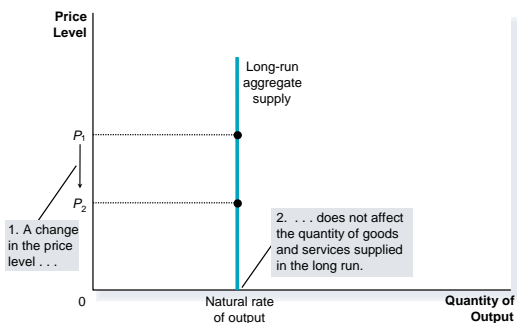 Price
Level
Long-run
aggregate
supply
P1
P2
1. A change
in the price
level . . .
2. . . . does not affect
the quantity of goods
and services supplied
in the long run.
0
Natural rate
of output
Quantity of
Output